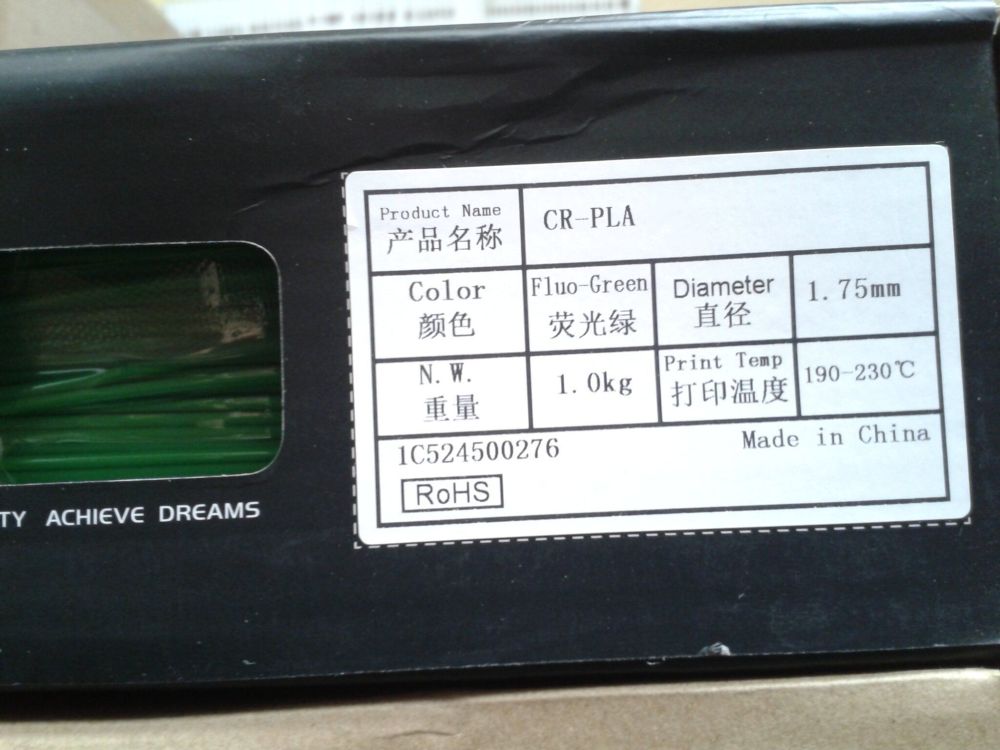 Product Name
产品名称
CR-PLA
Color
颜色
Fluo-Green
荧光绿
Diameter
直径
1.75mm
N.W.
重量
1.0kg
Print Temp
打印温度
190-230℃
1C524500276
Made in China
RoHS
TY ACHIEVE DREAMS